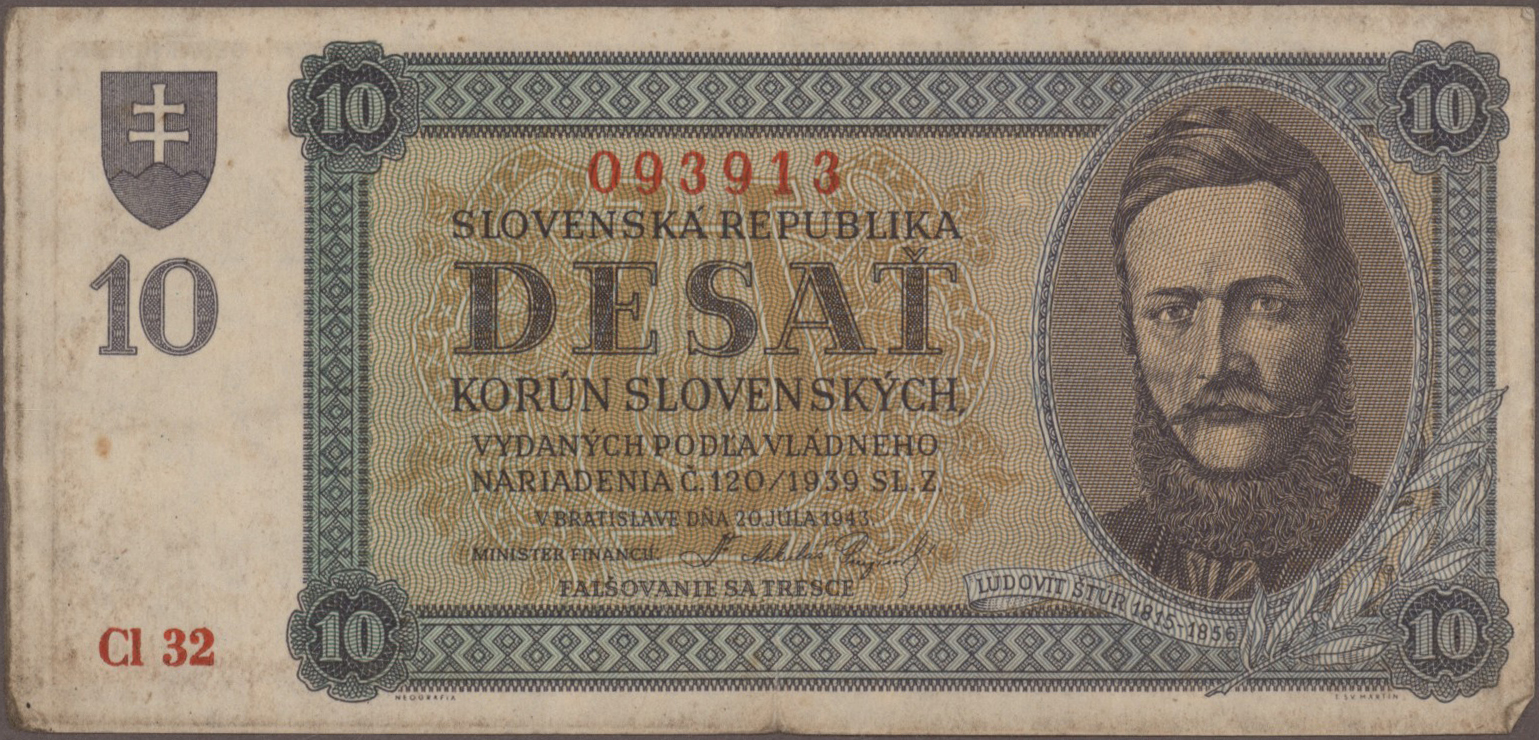 10
10
093913
SLOVENSKÁ REPUBLIKA
DESAŤ
KORÚN SLOVENSKÝCH,
VYDANÝCH PODĽA VLÁDNEHO
NARIADENIA Č. 120/1939 SL. Z
V BRATISLAVE DŇA 20 JÚLA 1943.
MINISTER FINANCIÍ:
FALŠOVANIE SA TRESCE
10
Cl 32
10
10
ĽUDOVÍT ŠTÚR 1815-1856
NEOGRAFIA
T. SV. MARTIN